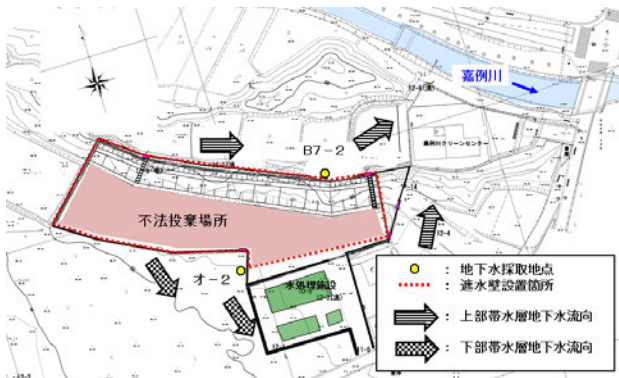 嘉例川
B7-2
嘉例川クリーンセンター
12-4
不法投棄場所
オ-2
水処理施設
： 地下水採取地点
： 遮水壁設置箇所
： 上部帯水層地下水流向
： 下部帯水層地下水流向